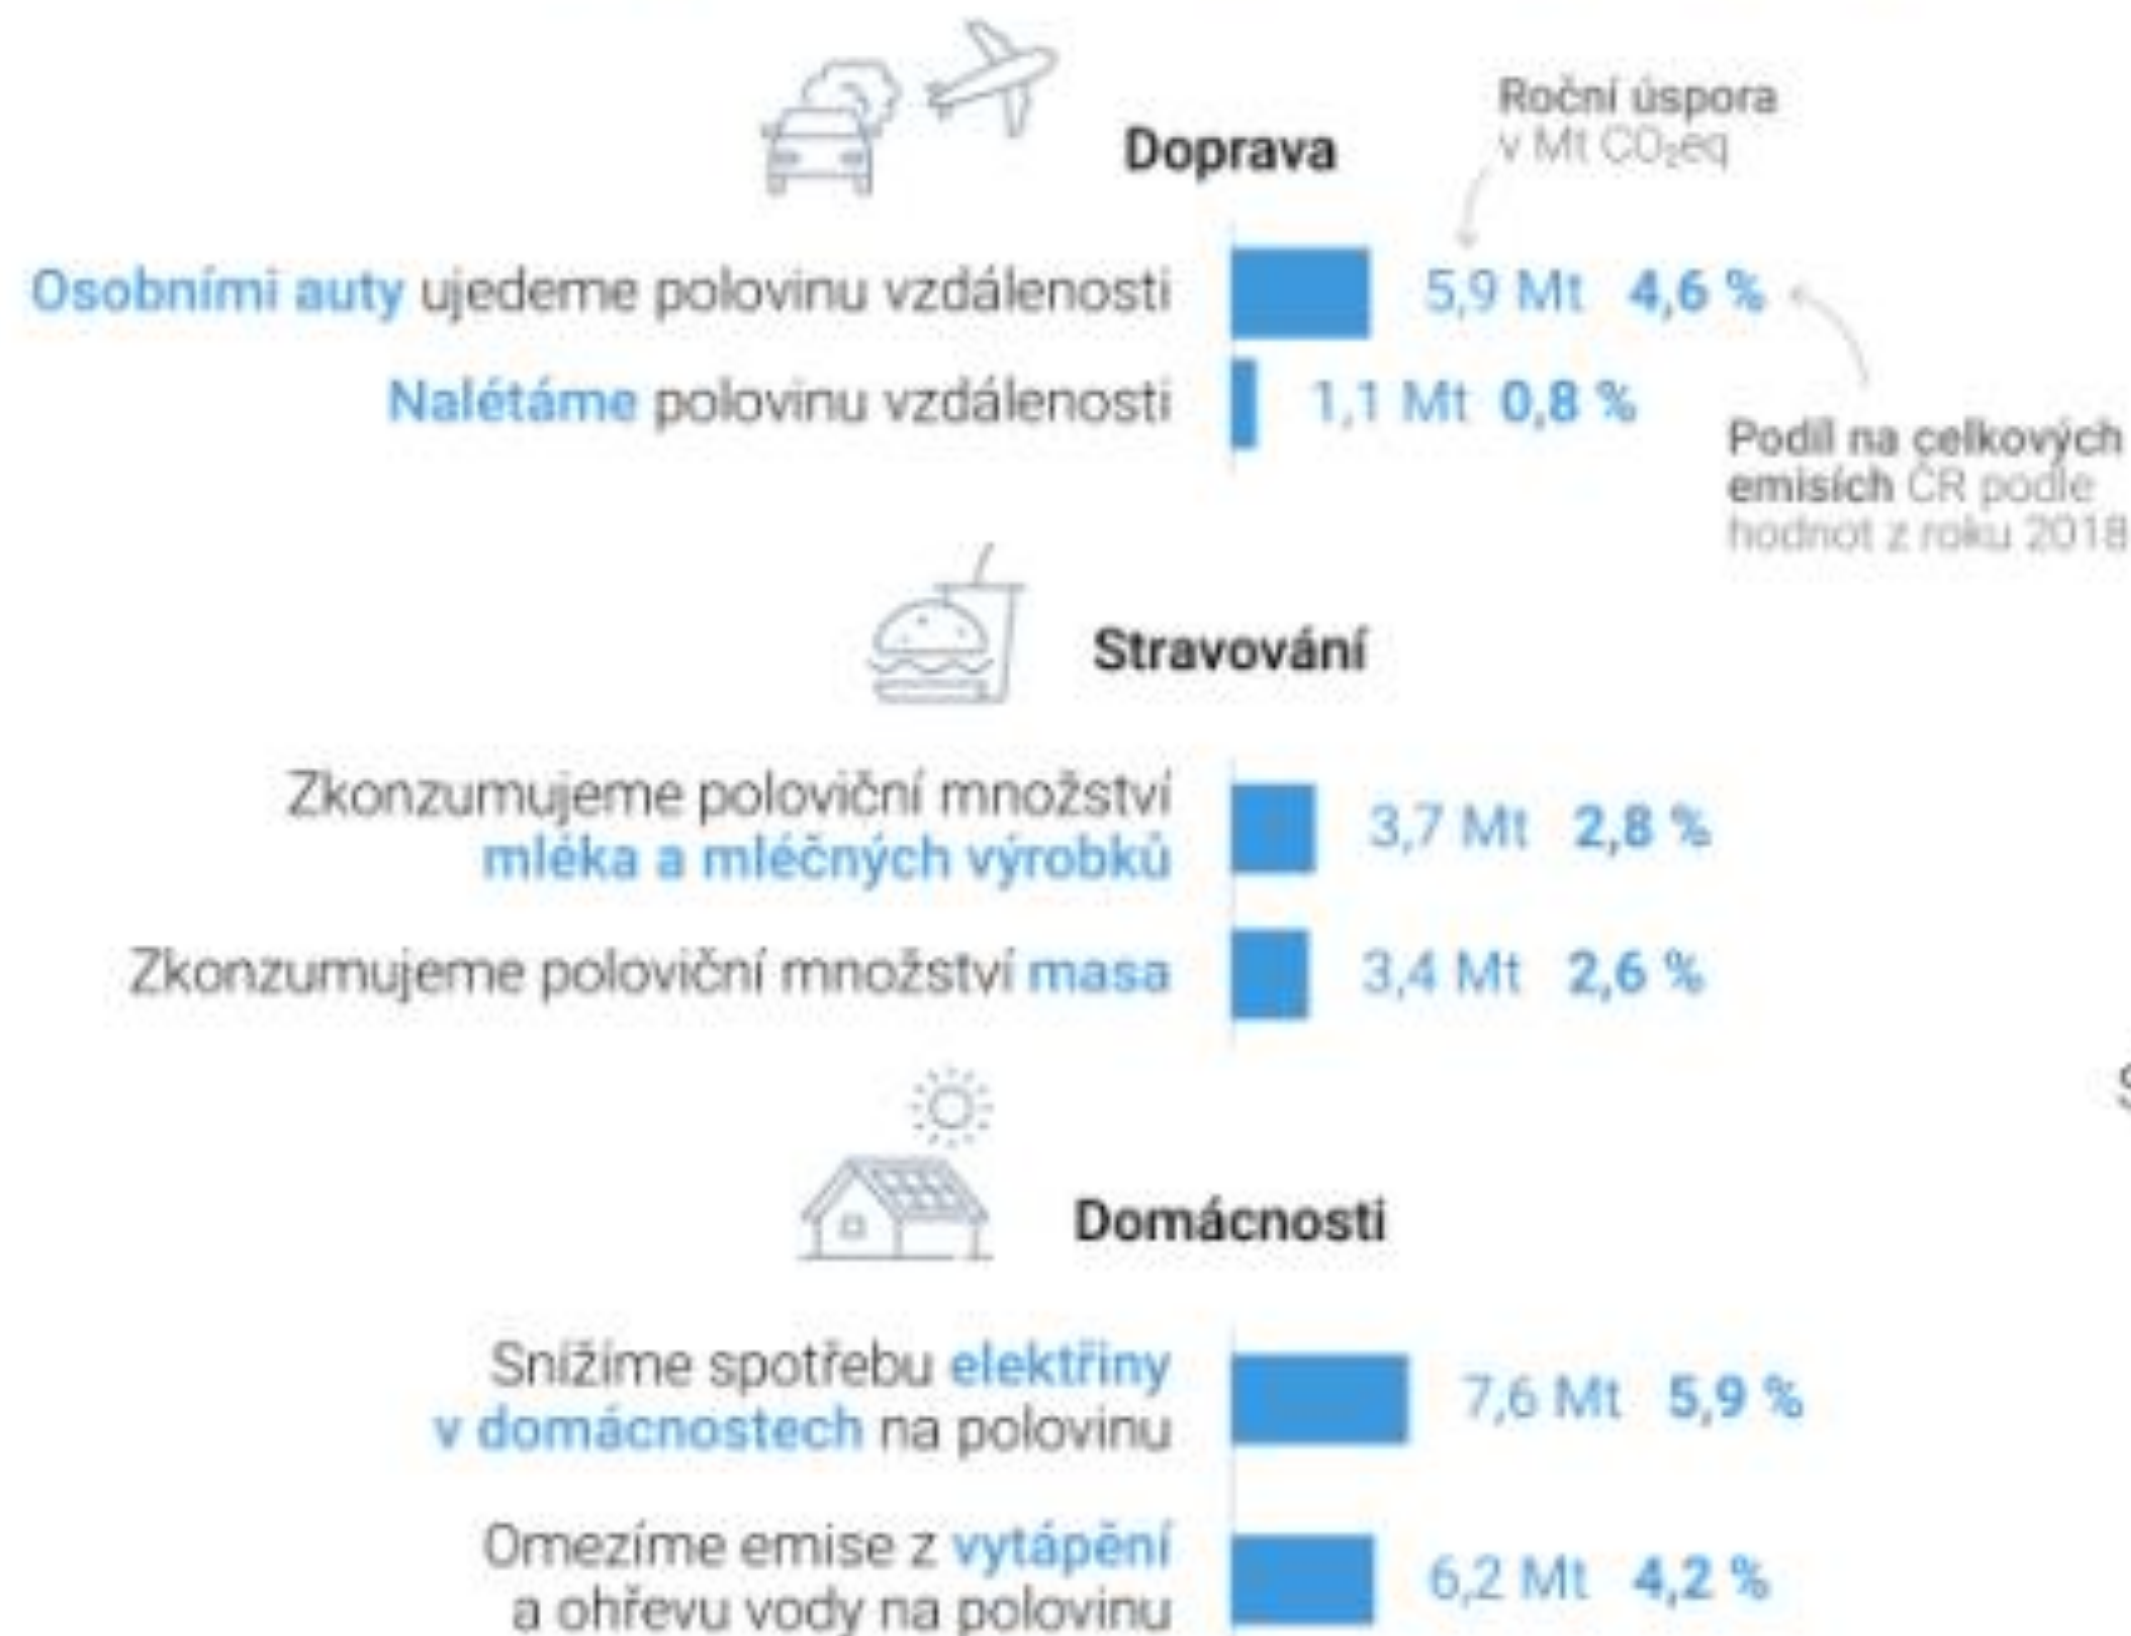 Doprava
Roční úspora
v Mt CO₂eq
Osobními auty ujedeme polovinu vzdálenosti
5,9 Mt 4,6 %
Nalétáme polovinu vzdálenosti
1,1 Mt 0,8 %
Podíl na celkových
emisích ČR podle
hodnot z roku 2018
Stravování
Zkonzumujeme poloviční množství
mléka a mléčných výrobků
3,7 Mt 2,8 %
Zkonzumujeme poloviční množství masa
3,4 Mt 2,6 %
Domácnosti
Snížíme spotřebu elektřiny
v domácnostech na polovinu
7,6 Mt 5,9 %
Omezíme emise z vytápění
a ohřevu vody na polovinu
6,2 Mt 4,2 %